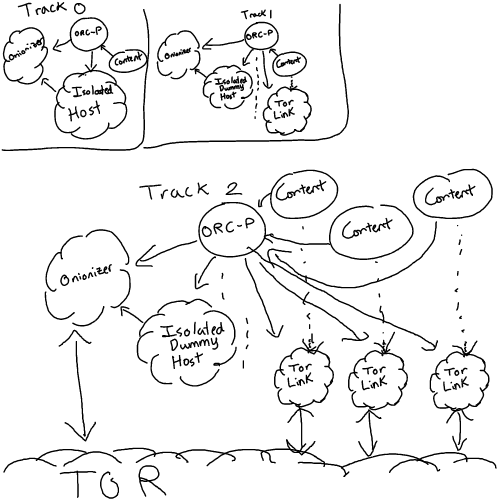 Track 0
ORC-P
Onionizer
Content
Isolated
Host
Track 1
ORC-P
Onionizer
Content
Isolated
Dummy
Host
Tor
Link
Track 2
Content
Content
Content
ORC-P
Onionizer
Isolated
Dummy
Host
Tor
Link
Tor
Link
Tor
Link
TOR